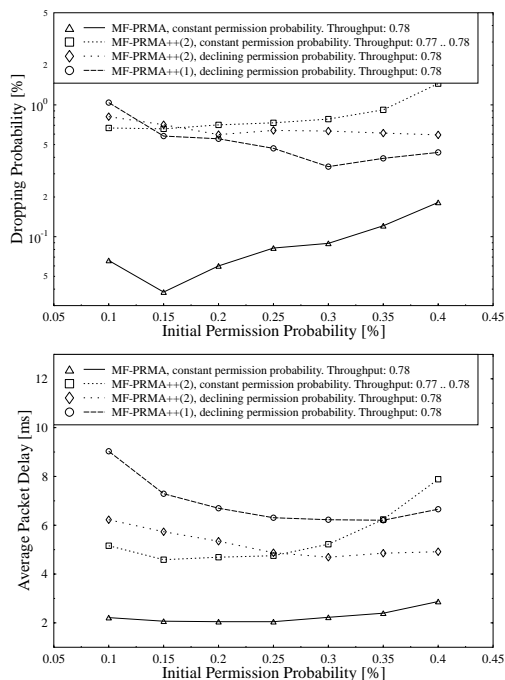 MF-PRMA, constant permission probability. Throughput: 0.78
MF-PRMA++(2), constant permission probability. Throughput: 0.77 .. 0.78
MF-PRMA++(2), declining permission probability. Throughput: 0.78
MF-PRMA++(1), declining permission probability. Throughput: 0.78
Dropping Probability [%]
5
2
10^0
5
2
10^-1
5
0.05 0.1 0.15 0.2 0.25 0.3 0.35 0.4 0.45
Initial Permission Probability [%]
MF-PRMA, constant permission probability. Throughput: 0.78
MF-PRMA++(2), constant permission probability. Throughput: 0.77 .. 0.78
MF-PRMA++(2), declining permission probability. Throughput: 0.78
MF-PRMA++(1), declining permission probability. Throughput: 0.78
Average Packet Delay [ms]
12
10
8
6
4
2
0.05 0.1 0.15 0.2 0.25 0.3 0.35 0.4 0.45
Initial Permission Probability [%]